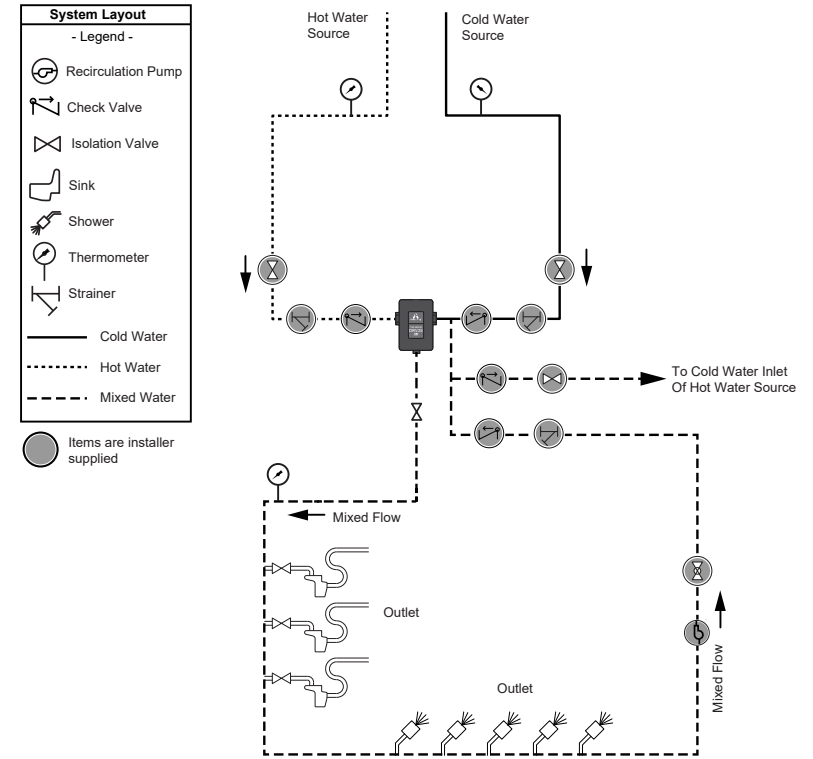 System Layout
- Legend -
Recirculation Pump
Check Valve
Isolation Valve
Sink
Shower
Thermometer
Strainer
Cold Water
Hot Water
Mixed Water
Items are installer
supplied
Hot Water
Source
Cold Water
Source
To Cold Water Inlet
Of Hot Water Source
Mixed Flow
Outlet
Outlet
Mixed Flow